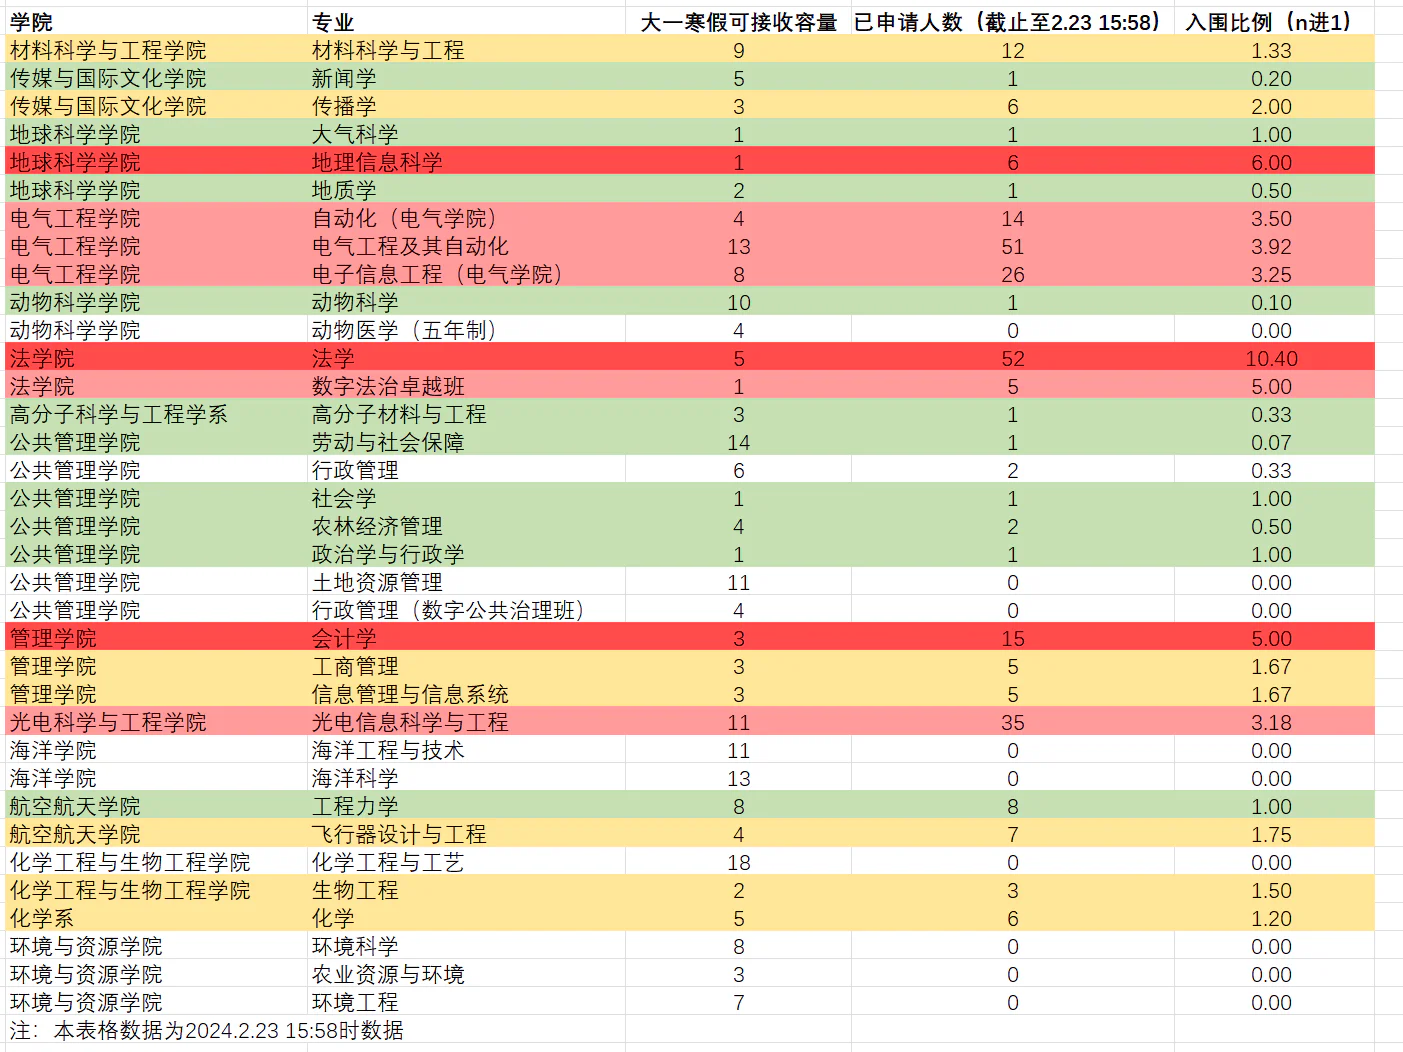 学院 专业 大一寒假可接收容量 已申请人数（截止至2.23 15:58） 入围比例（n进1）
材料科学与工程学院 材料科学与工程 9 12 1.33
传媒与国际文化学院 新闻学 5 1 0.20
传媒与国际文化学院 传播学 3 6 2.00
地球科学学院 大气科学 1 1 1.00
地球科学学院 地理信息科学 1 6 6.00
地球科学学院 地质学 2 1 0.50
电气工程学院 自动化（电气学院） 4 14 3.50
电气工程学院 电气工程及其自动化 13 51 3.92
电气工程学院 电子信息工程（电气学院） 8 26 3.25
动物科学学院 动物科学 10 1 0.10
动物科学学院 动物医学（五年制） 4 0 0.00
法学院 法学 5 52 10.40
法学院 数字法治卓越班 1 5 5.00
高分子科学与工程学系 高分子材料与工程 3 1 0.33
公共管理学院 劳动与社会保障 14 1 0.07
公共管理学院 行政管理 6 2 0.33
公共管理学院 社会学 1 1 1.00
公共管理学院 农林经济管理 4 2 0.50
公共管理学院 政治学与行政学 1 1 1.00
公共管理学院 土地资源管理 11 0 0.00
公共管理学院 行政管理（数字公共治理班） 4 0 0.00
管理学院 会计学 3 15 5.00
管理学院 工商管理 3 5 1.67
管理学院 信息管理与信息系统 3 5 1.67
光电科学与工程学院 光电信息科学与工程 11 35 3.18
海洋学院 海洋工程与技术 11 0 0.00
海洋学院 海洋科学 13 0 0.00
航空航天学院 工程力学 8 8 1.00
航空航天学院 飞行器设计与工程 4 7 1.75
化学工程与生物工程学院 化学工程与工艺 18 0 0.00
化学工程与生物工程学院 生物工程 2 3 1.50
化学系 化学 5 6 1.20
环境与资源学院 环境科学 8 0 0.00
环境与资源学院 农业资源与环境 3 0 0.00
环境与资源学院 环境工程 7 0 0.00
注：本表格数据为2024.2.23 15:58时数据